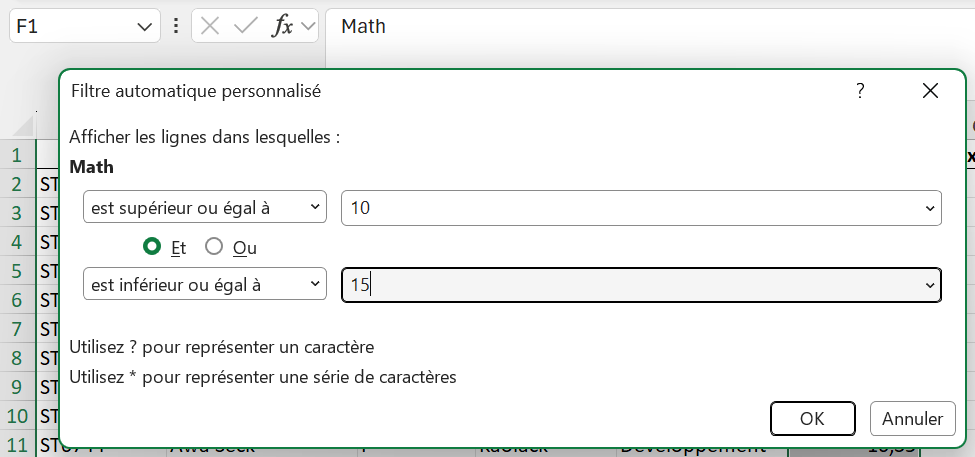 F1 fx Math
Filtre automatique personnalisé ?
Afficher les lignes dans lesquelles :
Math
est supérieur ou égal à 10
Et Ou
est inférieur ou égal à 15
Utilisez ? pour représenter un caractère
Utilisez * pour représenter une série de caractères
OK Annuler
1
2 ST
3 ST
4 ST
5 ST
6 ST
7 ST
8 ST
9 ST
10 ST
11